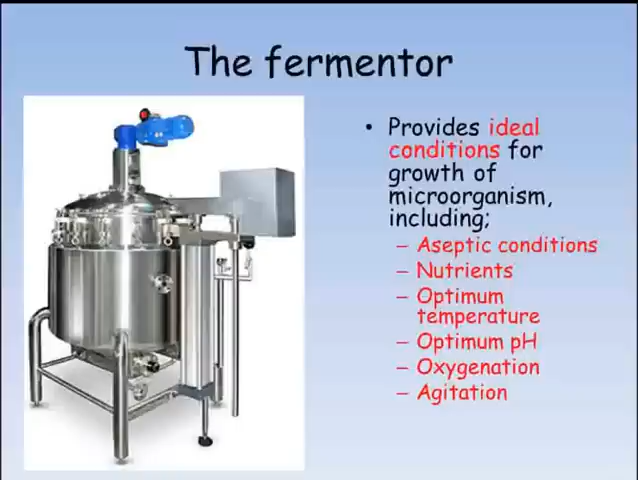 The fermentor
• Provides ideal
conditions for
growth of
microorganism,
including;
– Aseptic conditions
– Nutrients
– Optimum
temperature
– Optimum pH
– Oxygenation
– Agitation